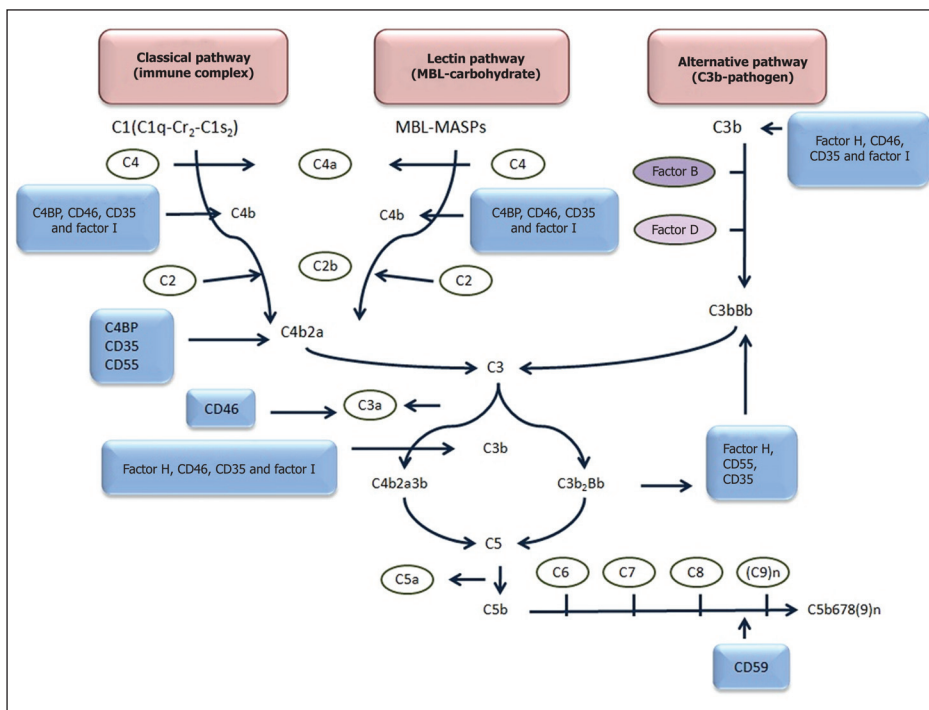 Classical pathway
(immune complex)
Lectin pathway
(MBL-carbohydrate)
Alternative pathway
(C3b-pathogen)
C1(C1q-Cr₂-C1s₂)
MBL-MASPs
C3b
Factor H, CD46,
CD35 and factor I
C4
C4a
C4
Factor B
C4BP, CD46, CD35
and factor I
C4b
C4b
C4BP, CD46, CD35
and factor I
Factor D
C2
C2b
C2
C4BP
CD35
CD55
C4b2a
C3bBb
C3
CD46
C3a
Factor H, CD46, CD35 and factor I
C3b
Factor H,
CD55,
CD35
C4b2a3b
C3b₂Bb
C5
C5a
C6
C7
C8
(C9)n
C5b
C5b678(9)n
CD59